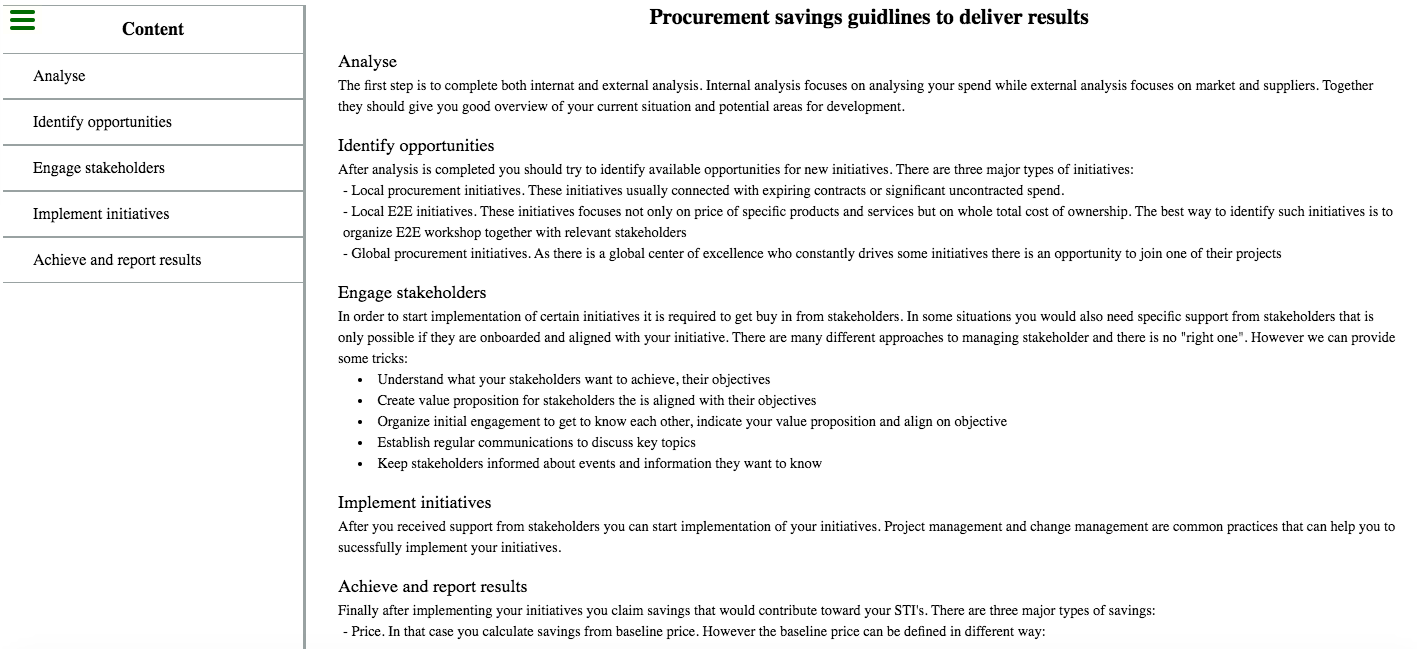 Content
Analyse
Identify opportunities
Engage stakeholders
Implement initiatives
Achieve and report results
Procurement savings guidlines to deliver results
Analyse
The first step is to complete both internat and external analysis. Internal analysis focuses on analysing your spend while external analysis focuses on market and suppliers. Together
they should give you good overview of your current situation and potential areas for development.
Identify opportunities
After analysis is completed you should try to identify available opportunities for new initiatives. There are three major types of initiatives:
- Local procurement initiatives. These initiatives usually connected with expiring contracts or significant uncontracted spend.
- Local E2E initiatives. These initiatives focuses not only on price of specific products and services but on whole total cost of ownership. The best way to identify such initiatives is to
organize E2E workshop together with relevant stakeholders
- Global procurement initiatives. As there is a global center of excellence who constantly drives some initiatives there is an opportunity to join one of their projects
Engage stakeholders
In order to start implementation of certain initiatives it is required to get buy in from stakeholders. In some situations you would also need specific support from stakeholders that is
only possible if they are onboarded and aligned with your initiative. There are many different approaches to managing stakeholder and there is no "right one". However we can provide
some tricks:
• Understand what your stakeholders want to achieve, their objectives
• Create value proposition for stakeholders the is aligned with their objectives
• Organize initial engagement to get to know each other, indicate your value proposition and align on objective
• Establish regular communications to discuss key topics
• Keep stakeholders informed about events and information they want to know
Implement initiatives
After you received support from stakeholders you can start implementation of your initiatives. Project management and change management are common practices that can help you to
sucessfully implement your initiatives.
Achieve and report results
Finally after implementing your initiatives you claim savings that would contribute toward your STI's. There are three major types of savings:
- Price. In that case you calculate savings from baseline price. However the baseline price can be defined in different way: